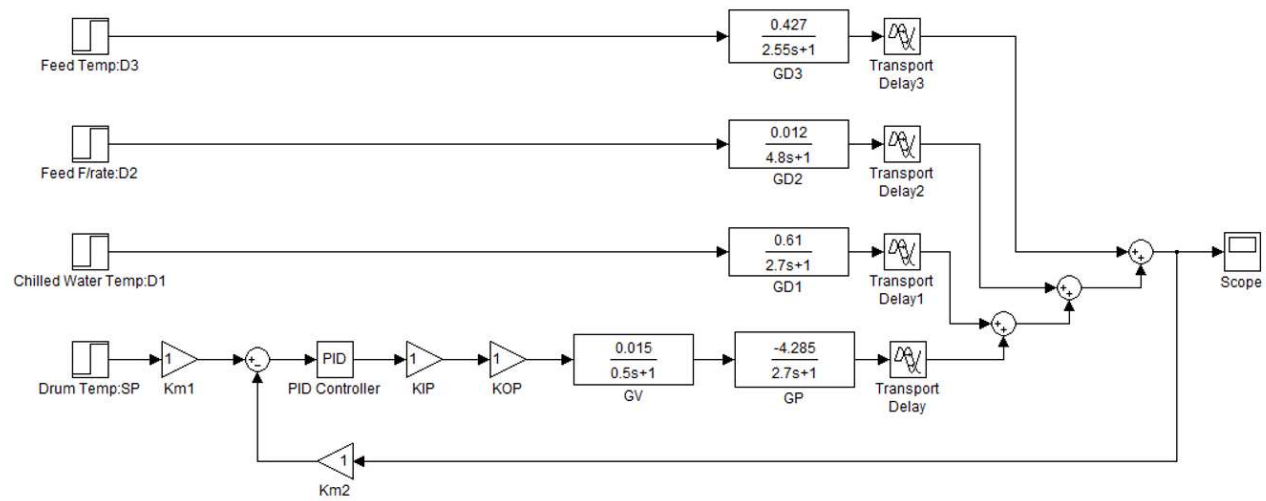 0.427
2.55s+1
GD3
Feed Temp:D3
Transport
Delay3
0.012
4.8s+1
GD2
Feed F/rate:D2
Transport
Delay2
0.61
2.7s+1
GD1
Chilled Water Temp:D1
Transport
Delay1
Scope
Drum Temp:SP
1
Km1
PID
PID Controller
1
KIP
1
KOP
0.015
0.5s+1
GV
-4.285
2.7s+1
GP
Transport
Delay
1
Km2